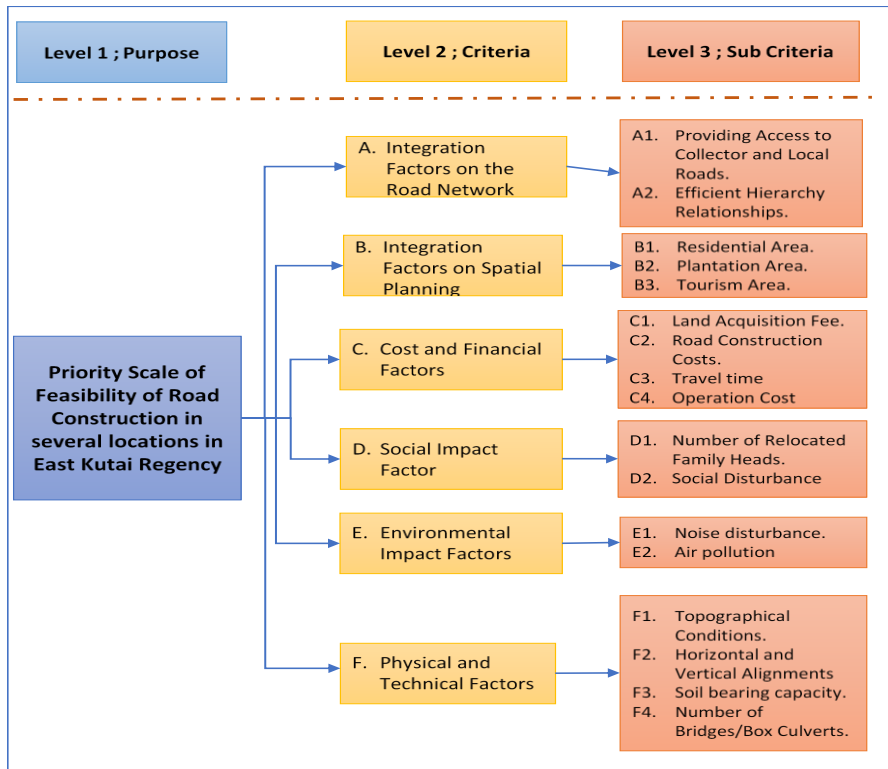 Level 1 ; Purpose
Level 2 ; Criteria
Level 3 ; Sub Criteria
Priority Scale of
Feasibility of Road
Construction in
several locations in
East Kutai Regency
A. Integration
Factors on the
Road Network
A1. Providing Access to
Collector and Local
Roads.
A2. Efficient Hierarchy
Relationships.
B. Integration
Factors on Spatial
Planning
B1. Residential Area.
B2. Plantation Area.
B3. Tourism Area.
C. Cost and Financial
Factors
C1. Land Acquisition Fee.
C2. Road Construction
Costs.
C3. Travel time
C4. Operation Cost
D. Social Impact
Factor
D1. Number of Relocated
Family Heads.
D2. Social Disturbance
E. Environmental
Impact Factors
E1. Noise disturbance.
E2. Air pollution
F. Physical and
Technical Factors
F1. Topographical
Conditions.
F2. Horizontal and
Vertical Alignments
F3. Soil bearing capacity.
F4. Number of
Bridges/Box Culverts.